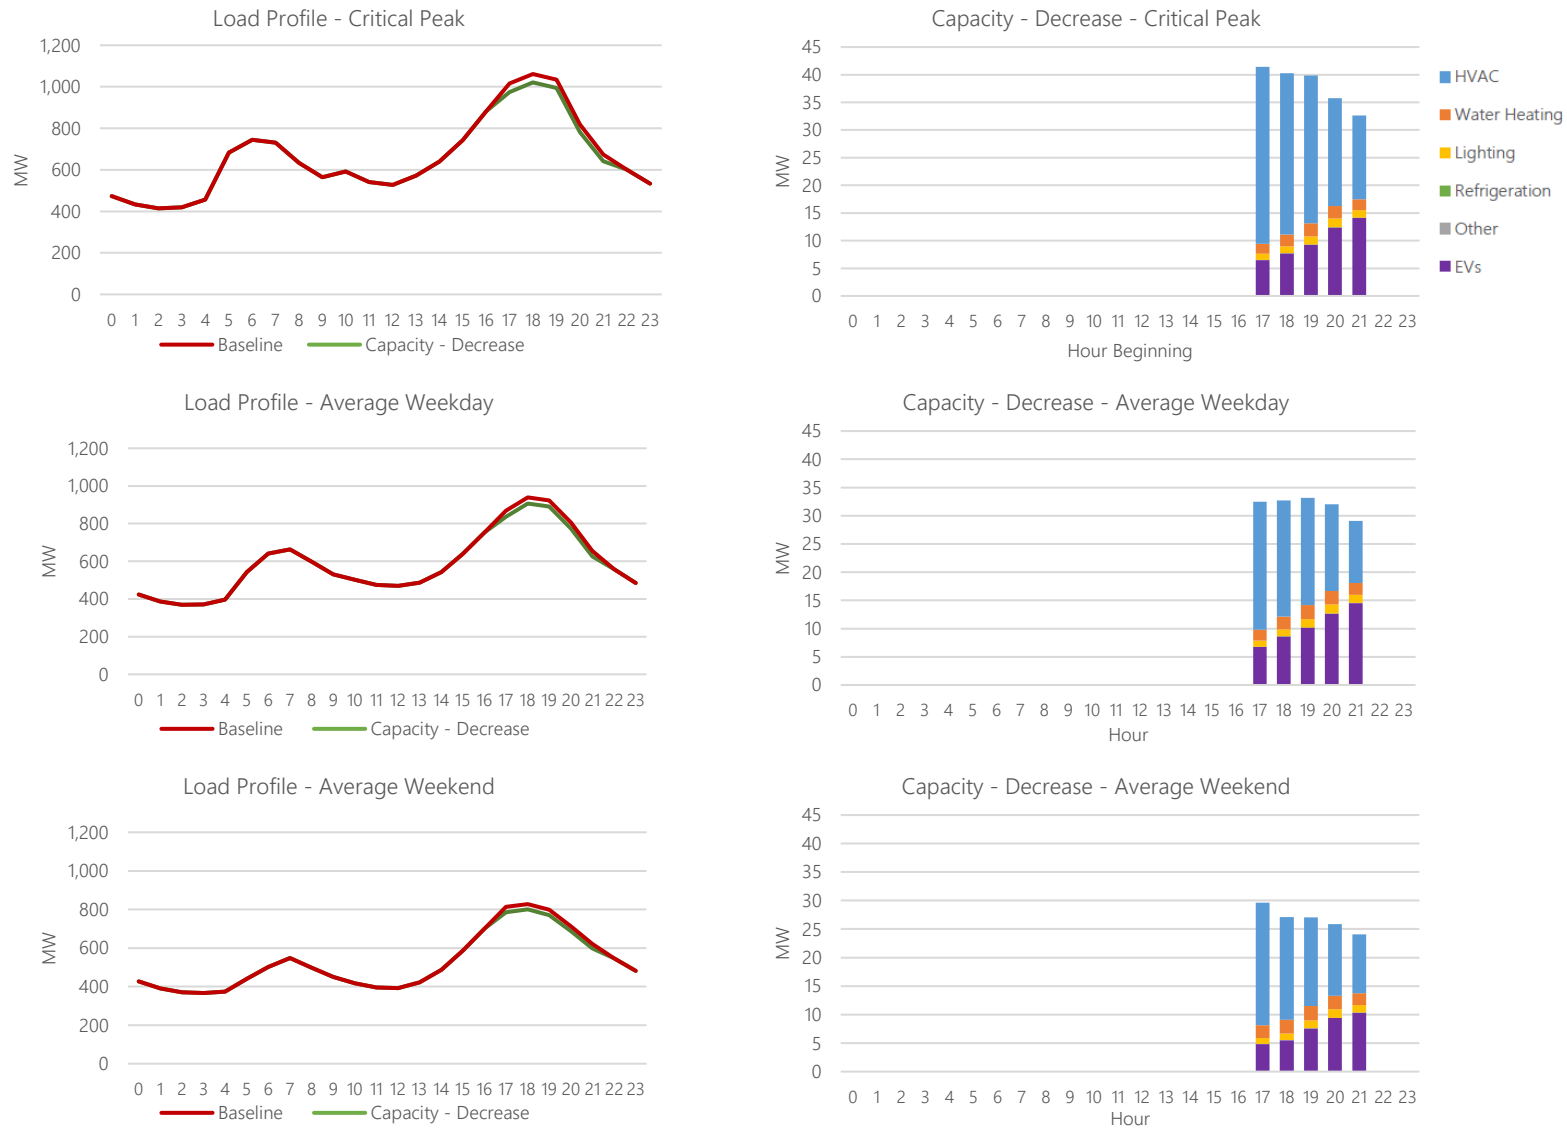 Load Profile - Critical Peak
1,200
1,000
800
600
400
200
0
MW
0 1 2 3 4 5 6 7 8 9 10 11 12 13 14 15 16 17 18 19 20 21 22 23
Baseline Capacity - Decrease
Capacity - Decrease - Critical Peak
45
40
35
30
25
20
15
10
5
0
MW
0 1 2 3 4 5 6 7 8 9 10 11 12 13 14 15 16 17 18 19 20 21 22 23
Hour Beginning
HVAC
Water Heating
Lighting
Refrigeration
Other
EVs
Load Profile - Average Weekday
1,200
1,000
800
600
400
200
0
MW
0 1 2 3 4 5 6 7 8 9 10 11 12 13 14 15 16 17 18 19 20 21 22 23
Baseline Capacity - Decrease
Capacity - Decrease - Average Weekday
45
40
35
30
25
20
15
10
5
0
MW
0 1 2 3 4 5 6 7 8 9 10 11 12 13 14 15 16 17 18 19 20 21 22 23
Hour
Load Profile - Average Weekend
1,200
1,000
800
600
400
200
0
MW
0 1 2 3 4 5 6 7 8 9 10 11 12 13 14 15 16 17 18 19 20 21 22 23
Baseline Capacity - Decrease
Capacity - Decrease - Average Weekend
45
40
35
30
25
20
15
10
5
0
MW
0 1 2 3 4 5 6 7 8 9 10 11 12 13 14 15 16 17 18 19 20 21 22 23
Hour